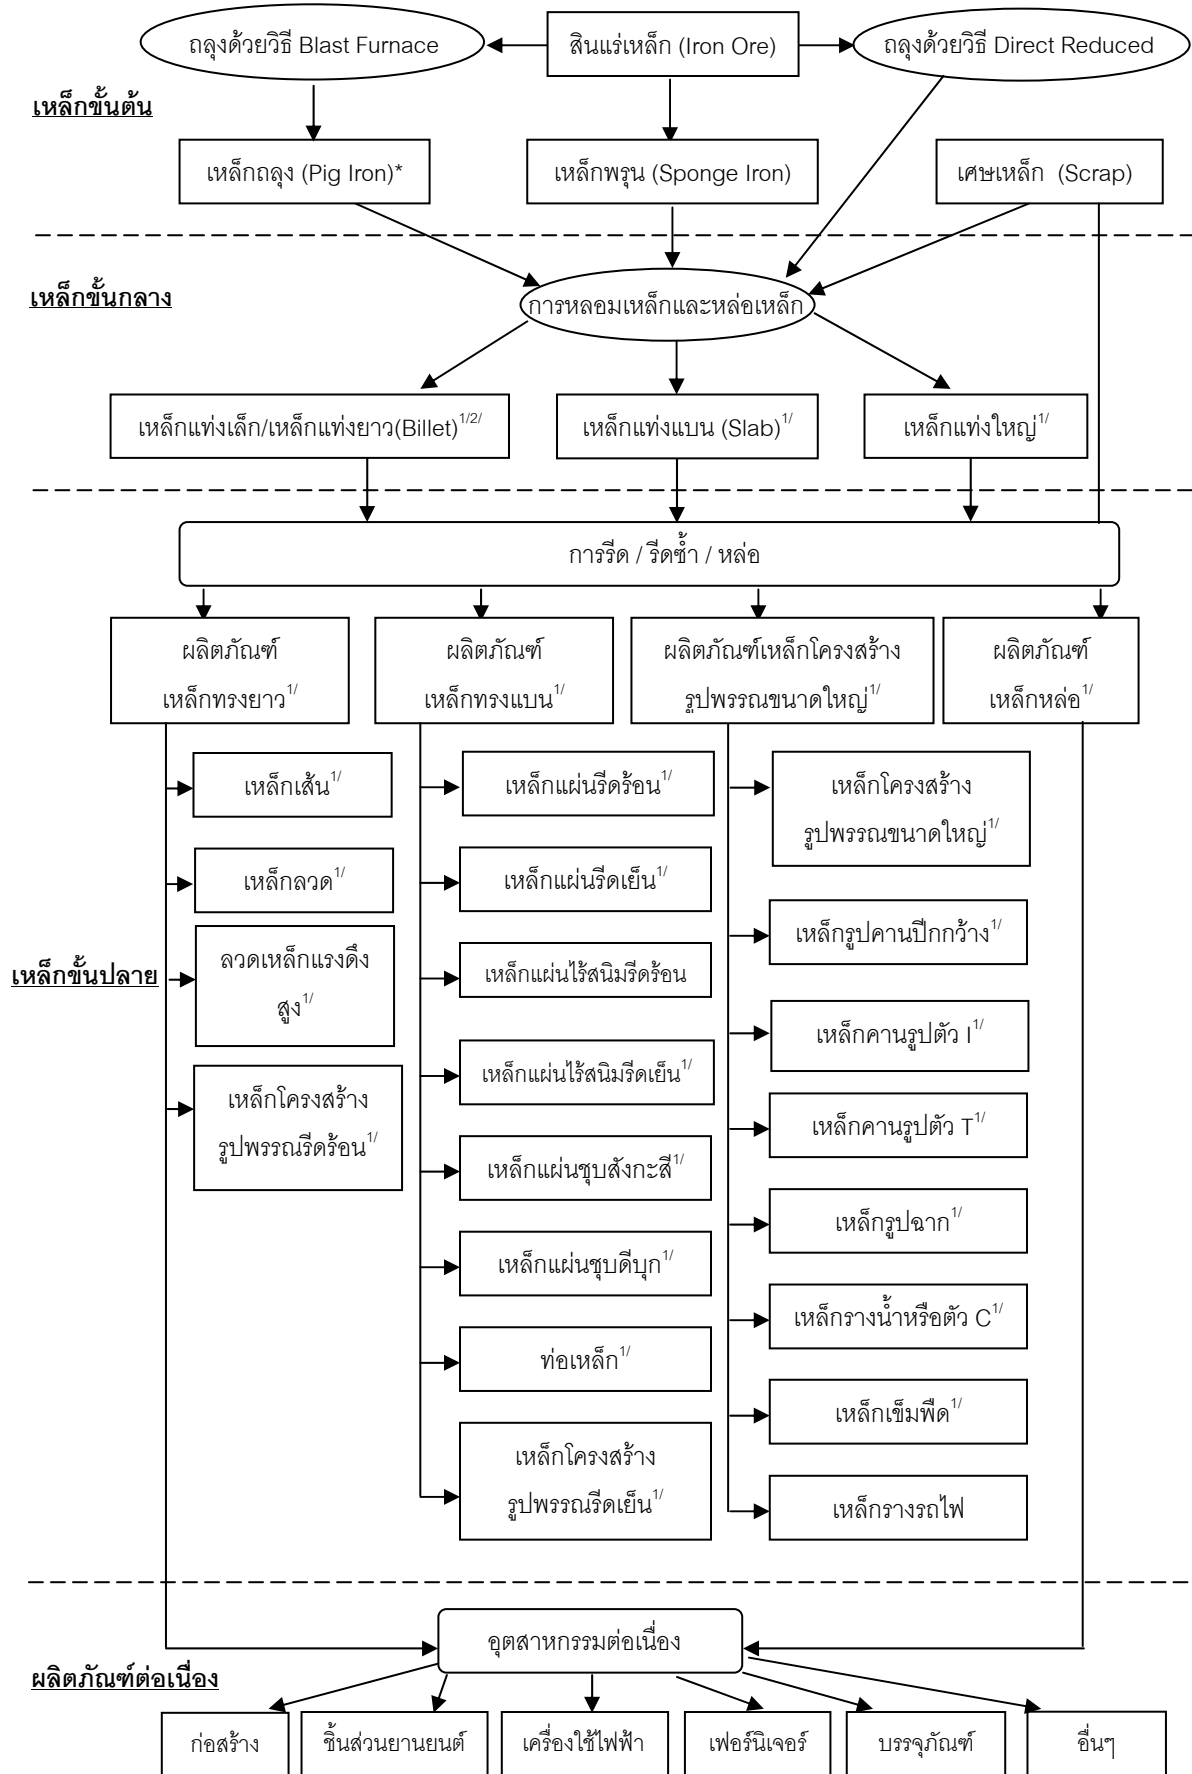 ถลุงด้วยวิธี Blast Furnace
สินแร่เหล็ก (Iron Ore)
ถลุงด้วยวิธี Direct Reduced
เหล็กขั้นต้น
เหล็กถลุง (Pig Iron)*
เหล็กพรุน (Sponge Iron)
เศษเหล็ก (Scrap)
เหล็กขั้นกลาง
การหลอมเหล็กและหล่อเหล็ก
เหล็กแท่งเล็ก/เหล็กแท่งยาว(Billet)1/2/
เหล็กแท่งแบน (Slab)1/
เหล็กแท่งใหญ่1/
การรีด / รีดซ้ำ / หล่อ
ผลิตภัณฑ์
เหล็กทรงยาว1/
ผลิตภัณฑ์
เหล็กทรงแบน1/
ผลิตภัณฑ์เหล็กโครงสร้าง
รูปพรรณขนาดใหญ่1/
ผลิตภัณฑ์
เหล็กหล่อ1/
เหล็กขั้นปลาย
เหล็กเส้น1/
เหล็กลวด1/
ลวดเหล็กแรงดึง
สูง1/
เหล็กโครงสร้าง
รูปพรรณรีดร้อน1/
เหล็กแผ่นรีดร้อน1/
เหล็กแผ่นรีดเย็น1/
เหล็กแผ่นไร้สนิมรีดร้อน
เหล็กแผ่นไร้สนิมรีดเย็น1/
เหล็กแผ่นชุบสังกะสี1/
เหล็กแผ่นชุบดีบุก1/
ท่อเหล็ก1/
เหล็กโครงสร้าง
รูปพรรณรีดเย็น1/
เหล็กโครงสร้าง
รูปพรรณขนาดใหญ่1/
เหล็กรูปคานปีกกว้าง1/
เหล็กคานรูปตัว I1/
เหล็กคานรูปตัว T1/
เหล็กรูปฉาก1/
เหล็กรางน้ำหรือตัว C1/
เหล็กเข็มพืด1/
เหล็กรางรถไฟ
อุตสาหกรรมต่อเนื่อง
ผลิตภัณฑ์ต่อเนื่อง
ก่อสร้าง
ชิ้นส่วนยานยนต์
เครื่องใช้ไฟฟ้า
เฟอร์นิเจอร์
บรรจุภัณฑ์
อื่นๆ